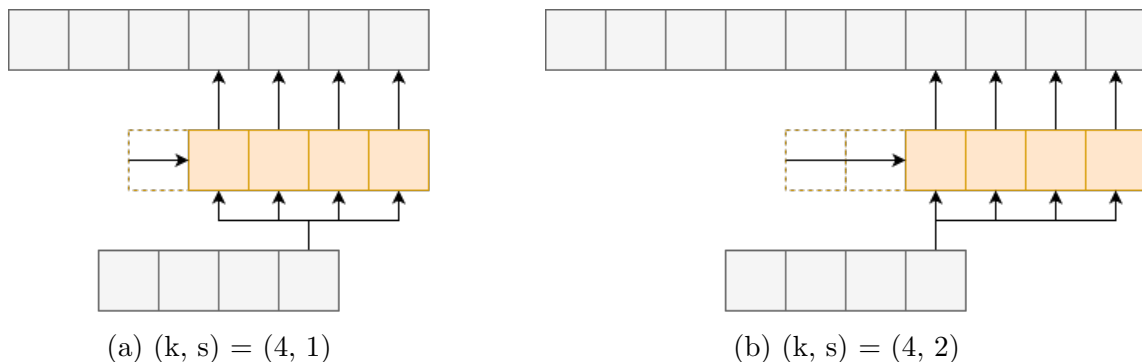 (a) (k, s) = (4, 1)
(b) (k, s) = (4, 2)